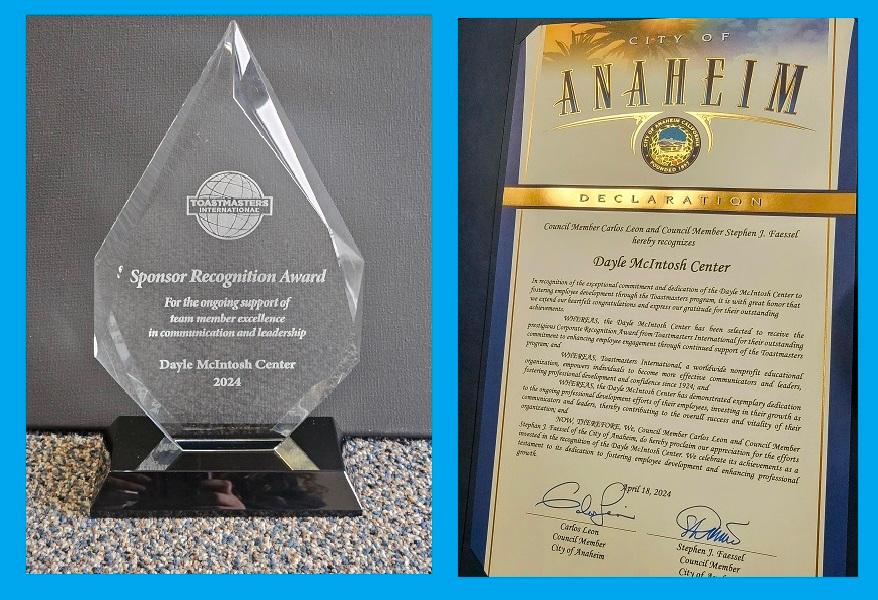 TOASTMASTERS
INTERNATIONAL
Sponsor Recognition Award
For the ongoing support of
team member excellence
in communication and leadership
Dayle McIntosh Center
2024
CITY OF
ANAHEIM
CITY OF ANAHEIM CALIFORNIA
FOUNDED 1857
DECLARATION
Council Member Carlos Leon and Council Member Stephen J. Faessel
hereby recognizes
Dayle McIntosh Center
In recognition of the exceptional commitment and dedication of the Dayle McIntosh Center to
fostering employee development through the Toastmasters program, it is with great honor that
we extend our heartfelt congratulations and express our gratitude for their outstanding
achievements.
WHEREAS, the Dayle McIntosh Center has been selected to receive the
prestigious Corporate Recognition Award from Toastmasters International for their outstanding
commitment to enhancing employee engagement through continued support of the Toastmasters
program; and
WHEREAS, Toastmasters International, a worldwide nonprofit educational
organization, empowers individuals to become more effective communicators and leaders,
fostering professional development and confidence since 1924; and
WHEREAS, the Dayle McIntosh Center has demonstrated exemplary dedication
to the ongoing professional development efforts of their employees, investing in their growth as
communicators and leaders, thereby contributing to the overall success and vitality of their
organization; and
NOW, THEREFORE, We, Council Member Carlos Leon and Council Member
Stephen J. Faessel of the City of Anaheim, do hereby proclaim our appreciation for the efforts
invested in the recognition of the Dayle McIntosh Center. We celebrate its achievements as a
testament to its dedication to fostering employee development and enhancing professional
growth.
April 18, 2024
Carlos Leon
Council Member
City of Anaheim
Stephen J. Faessel
Council Member
City of